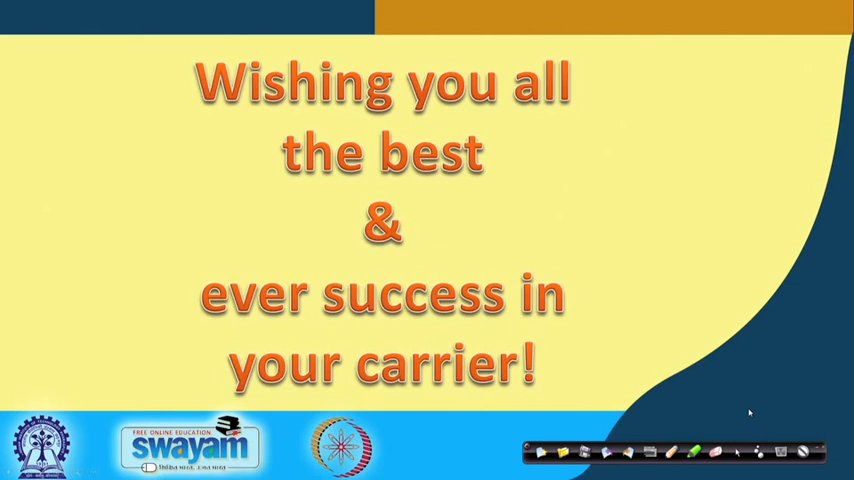 Wishing you all
the best
&
ever success in
your carrier!
FREE ONLINE EDUCATION
swayam